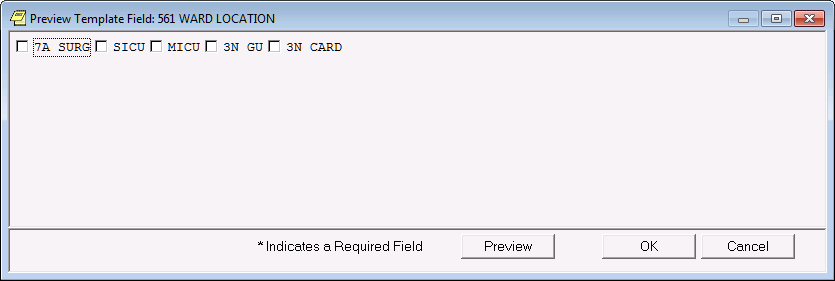 Preview Template Field: 561 WARD LOCATION
7A SURG SICU MICU 3N GU 3N CARD
* Indicates a Required Field Preview OK Cancel